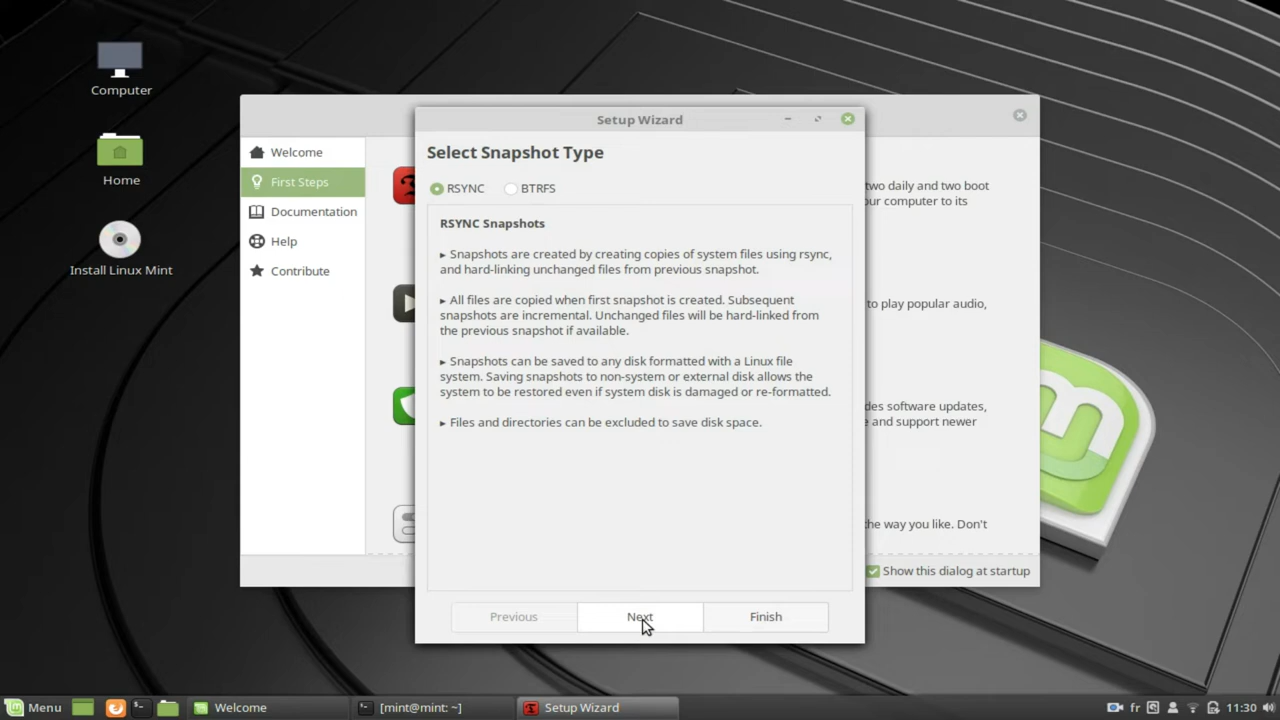 Computer
Home
Install Linux Mint
Setup Wizard
Welcome
First Steps
Documentation
Help
Contribute
Select Snapshot Type
RSYNC
BTRFS
RSYNC Snapshots
▸ Snapshots are created by creating copies of system files using rsync,
and hard-linking unchanged files from previous snapshot.
▸ All files are copied when first snapshot is created. Subsequent
snapshots are incremental. Unchanged files will be hard-linked from
the previous snapshot if available.
▸ Snapshots can be saved to any disk formatted with a Linux file
system. Saving snapshots to non-system or external disk allows the
system to be restored even if system disk is damaged or re-formatted.
▸ Files and directories can be excluded to save disk space.
Previous
Next
Finish
two daily and two boot
our computer to its
to play popular audio,
des software updates,
e and support newer
the way you like. Don't
Show this dialog at startup
Menu
Welcome
[mint@mint: ~]
Setup Wizard
fr
11:30